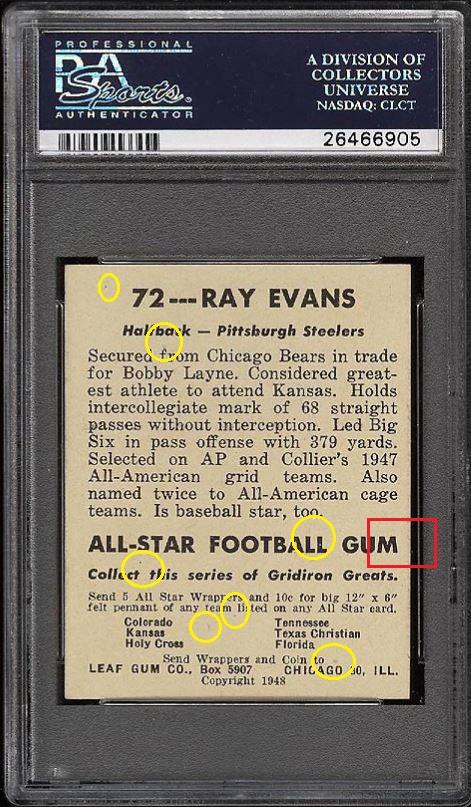 PROFESSIONAL
PSA
Sports.
AUTHENTICATOR
A DIVISION OF
COLLECTORS
UNIVERSE
NASDAQ: CLCT
26466905
72---RAY EVANS
Halfback — Pittsburgh Steelers
Secured from Chicago Bears in trade
for Bobby Layne. Considered great-
est athlete to attend Kansas. Holds
intercollegiate mark of 68 straight
passes without interception. Led Big
Six in pass offense with 379 yards.
Selected on AP and Collier's 1947
All-American grid teams. Also
named twice to All-American cage
teams. Is baseball star, too.
ALL-STAR FOOTBALL GUM
Collect this series of Gridiron Greats.
Send 5 All Star Wrappers and 10c for big 12" x 6"
felt pennant of any team listed on any All Star card.
Colorado Tennessee
Kansas Texas Christian
Holy Cross Florida
Send Wrappers and Coin to
LEAF GUM CO., Box 5907 CHICAGO 80, ILL.
Copyright 1948